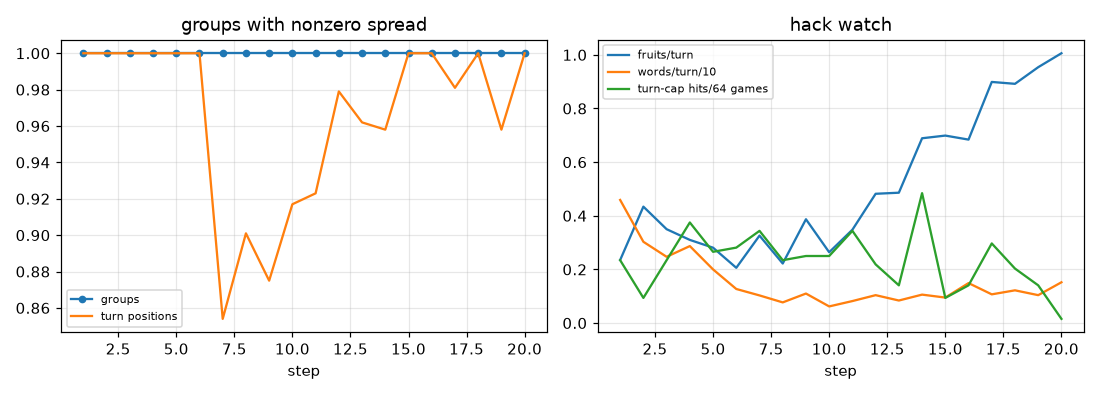 groups with nonzero spread
1.00
0.98
0.96
0.94
0.92
0.90
0.88
0.86
groups
turn positions
2.5 5.0 7.5 10.0 12.5 15.0 17.5 20.0
step
hack watch
1.0
0.8
0.6
0.4
0.2
0.0
fruits/turn
words/turn/10
turn-cap hits/64 games
2.5 5.0 7.5 10.0 12.5 15.0 17.5 20.0
step